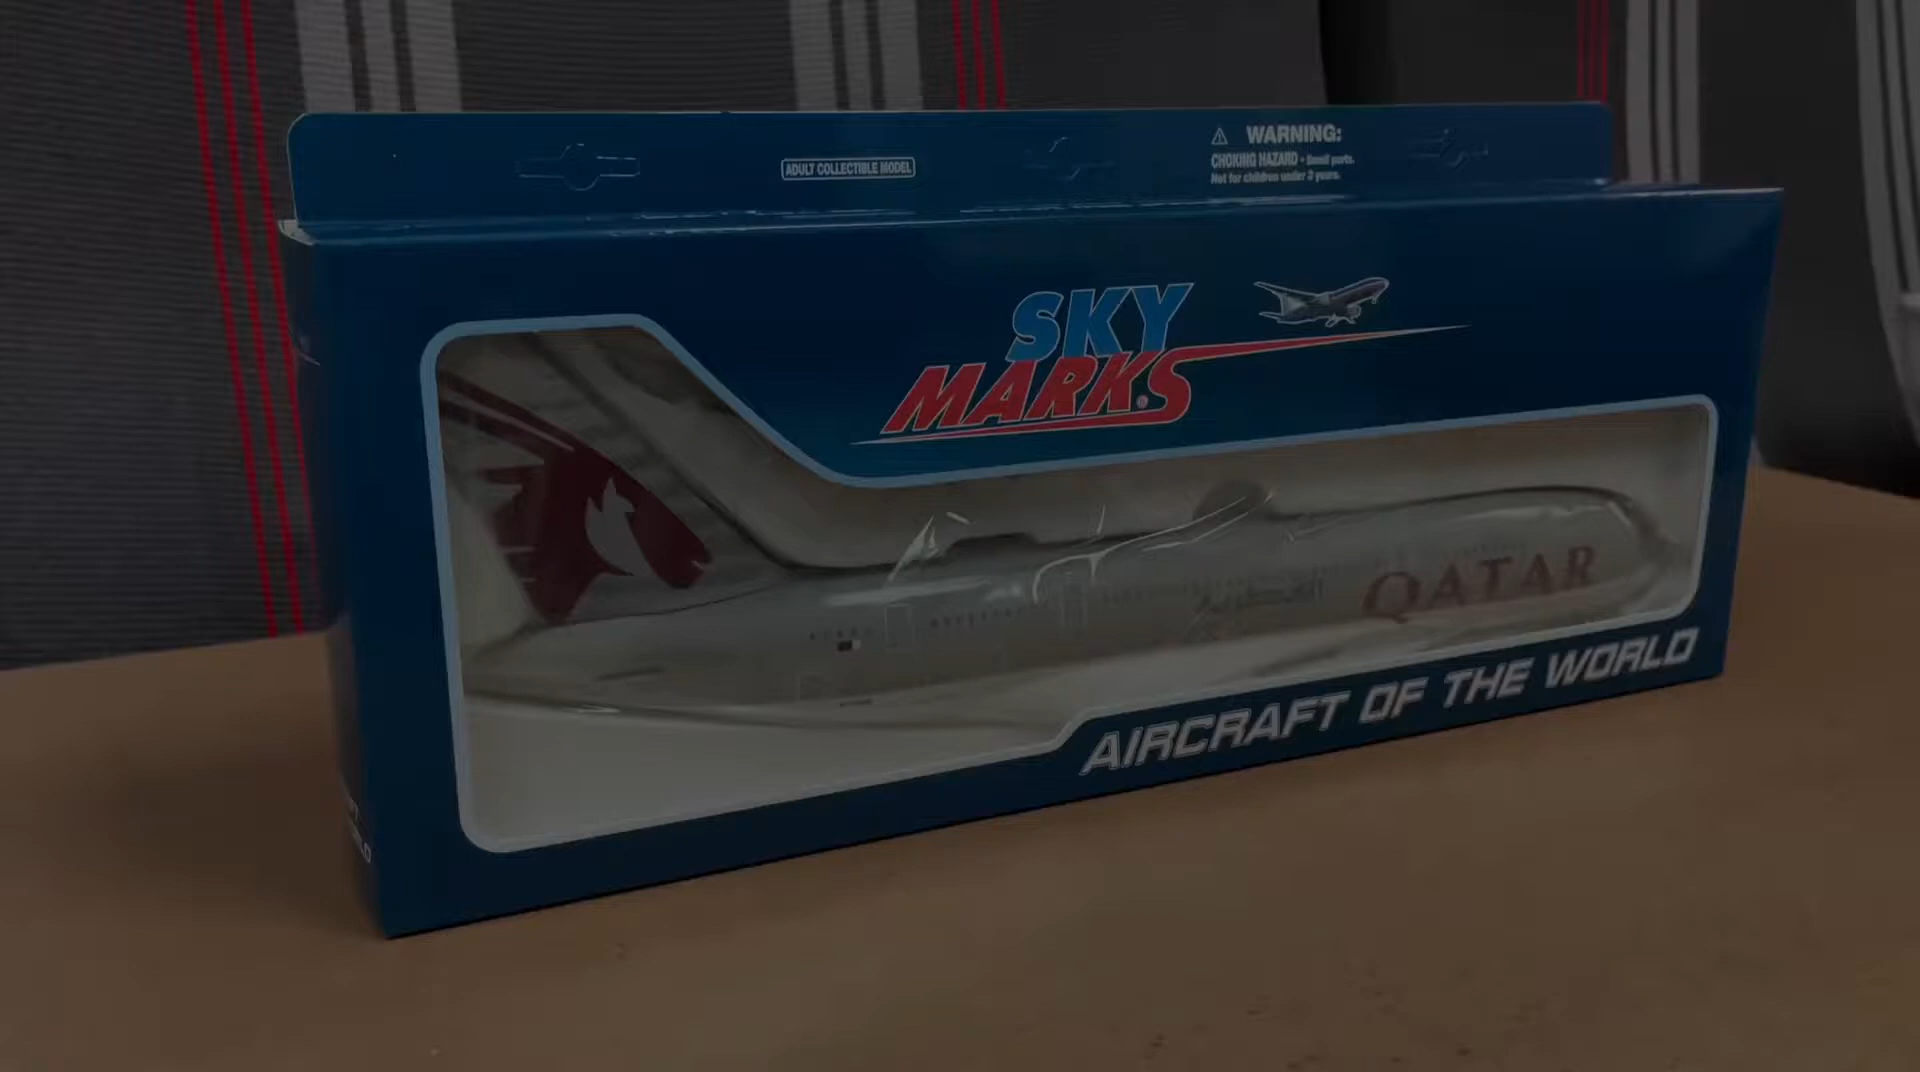 ADULT COLLECTIBLE MODEL
WARNING:
CHOKING HAZARD - Small parts.
Not for children under 3 years.
SKY
MARKS
QATAR
AIRCRAFT OF THE WORLD